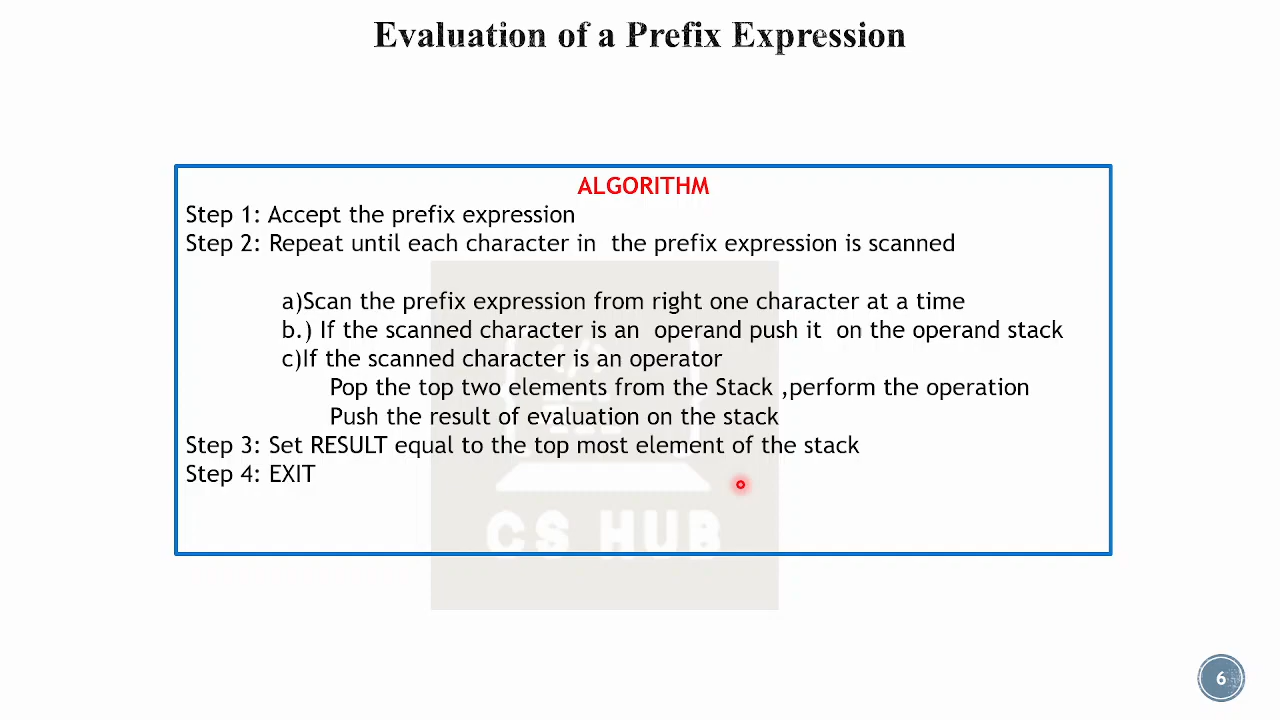 Evaluation of a Prefix Expression
ALGORITHM
Step 1: Accept the prefix expression
Step 2: Repeat until each character in  the prefix expression is scanned
a)Scan the prefix expression from right one character at a time
b.) If the scanned character is an  operand push it  on the operand stack
c)If the scanned character is an operator
Pop the top two elements from the Stack ,perform the operation
Push the result of evaluation on the stack
Step 3: Set RESULT equal to the top most element of the stack
Step 4: EXIT
CS HUB
6